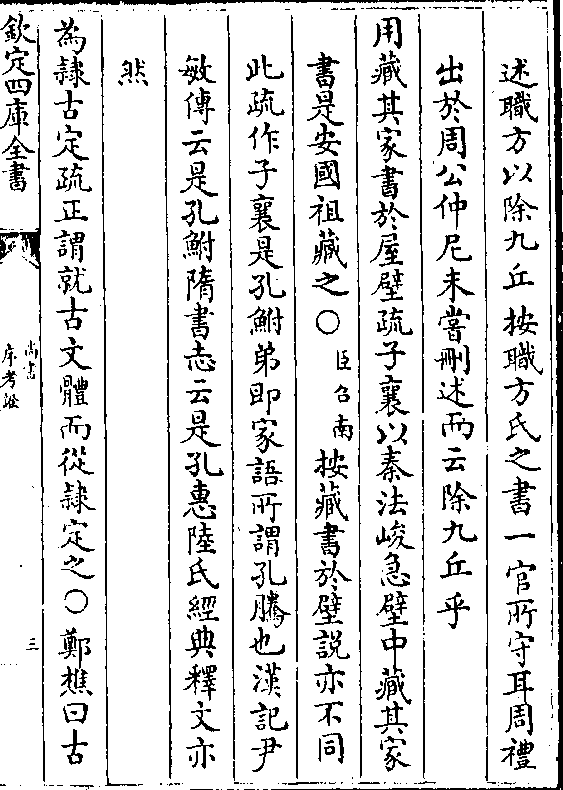 述職方以除九丘按職方氏之書一官所守耳周禮
出於周公仲尼未嘗刪述而云除九丘乎
用藏其家書於屋壁疏子襄以秦法峻急壁中藏其家
書是安國祖藏之○臣召南按藏書於壁説亦不同
此疏作子襄是孔鮒弟即家語所謂孔騰也漢記尹
敏傳云是孔鮒隋書志云是孔惠陸氏經典釋文亦
然
為隷古定疏正謂就古文體而從隷定之○鄭樵曰古
欽定四庫全書
尚書
序考證
三